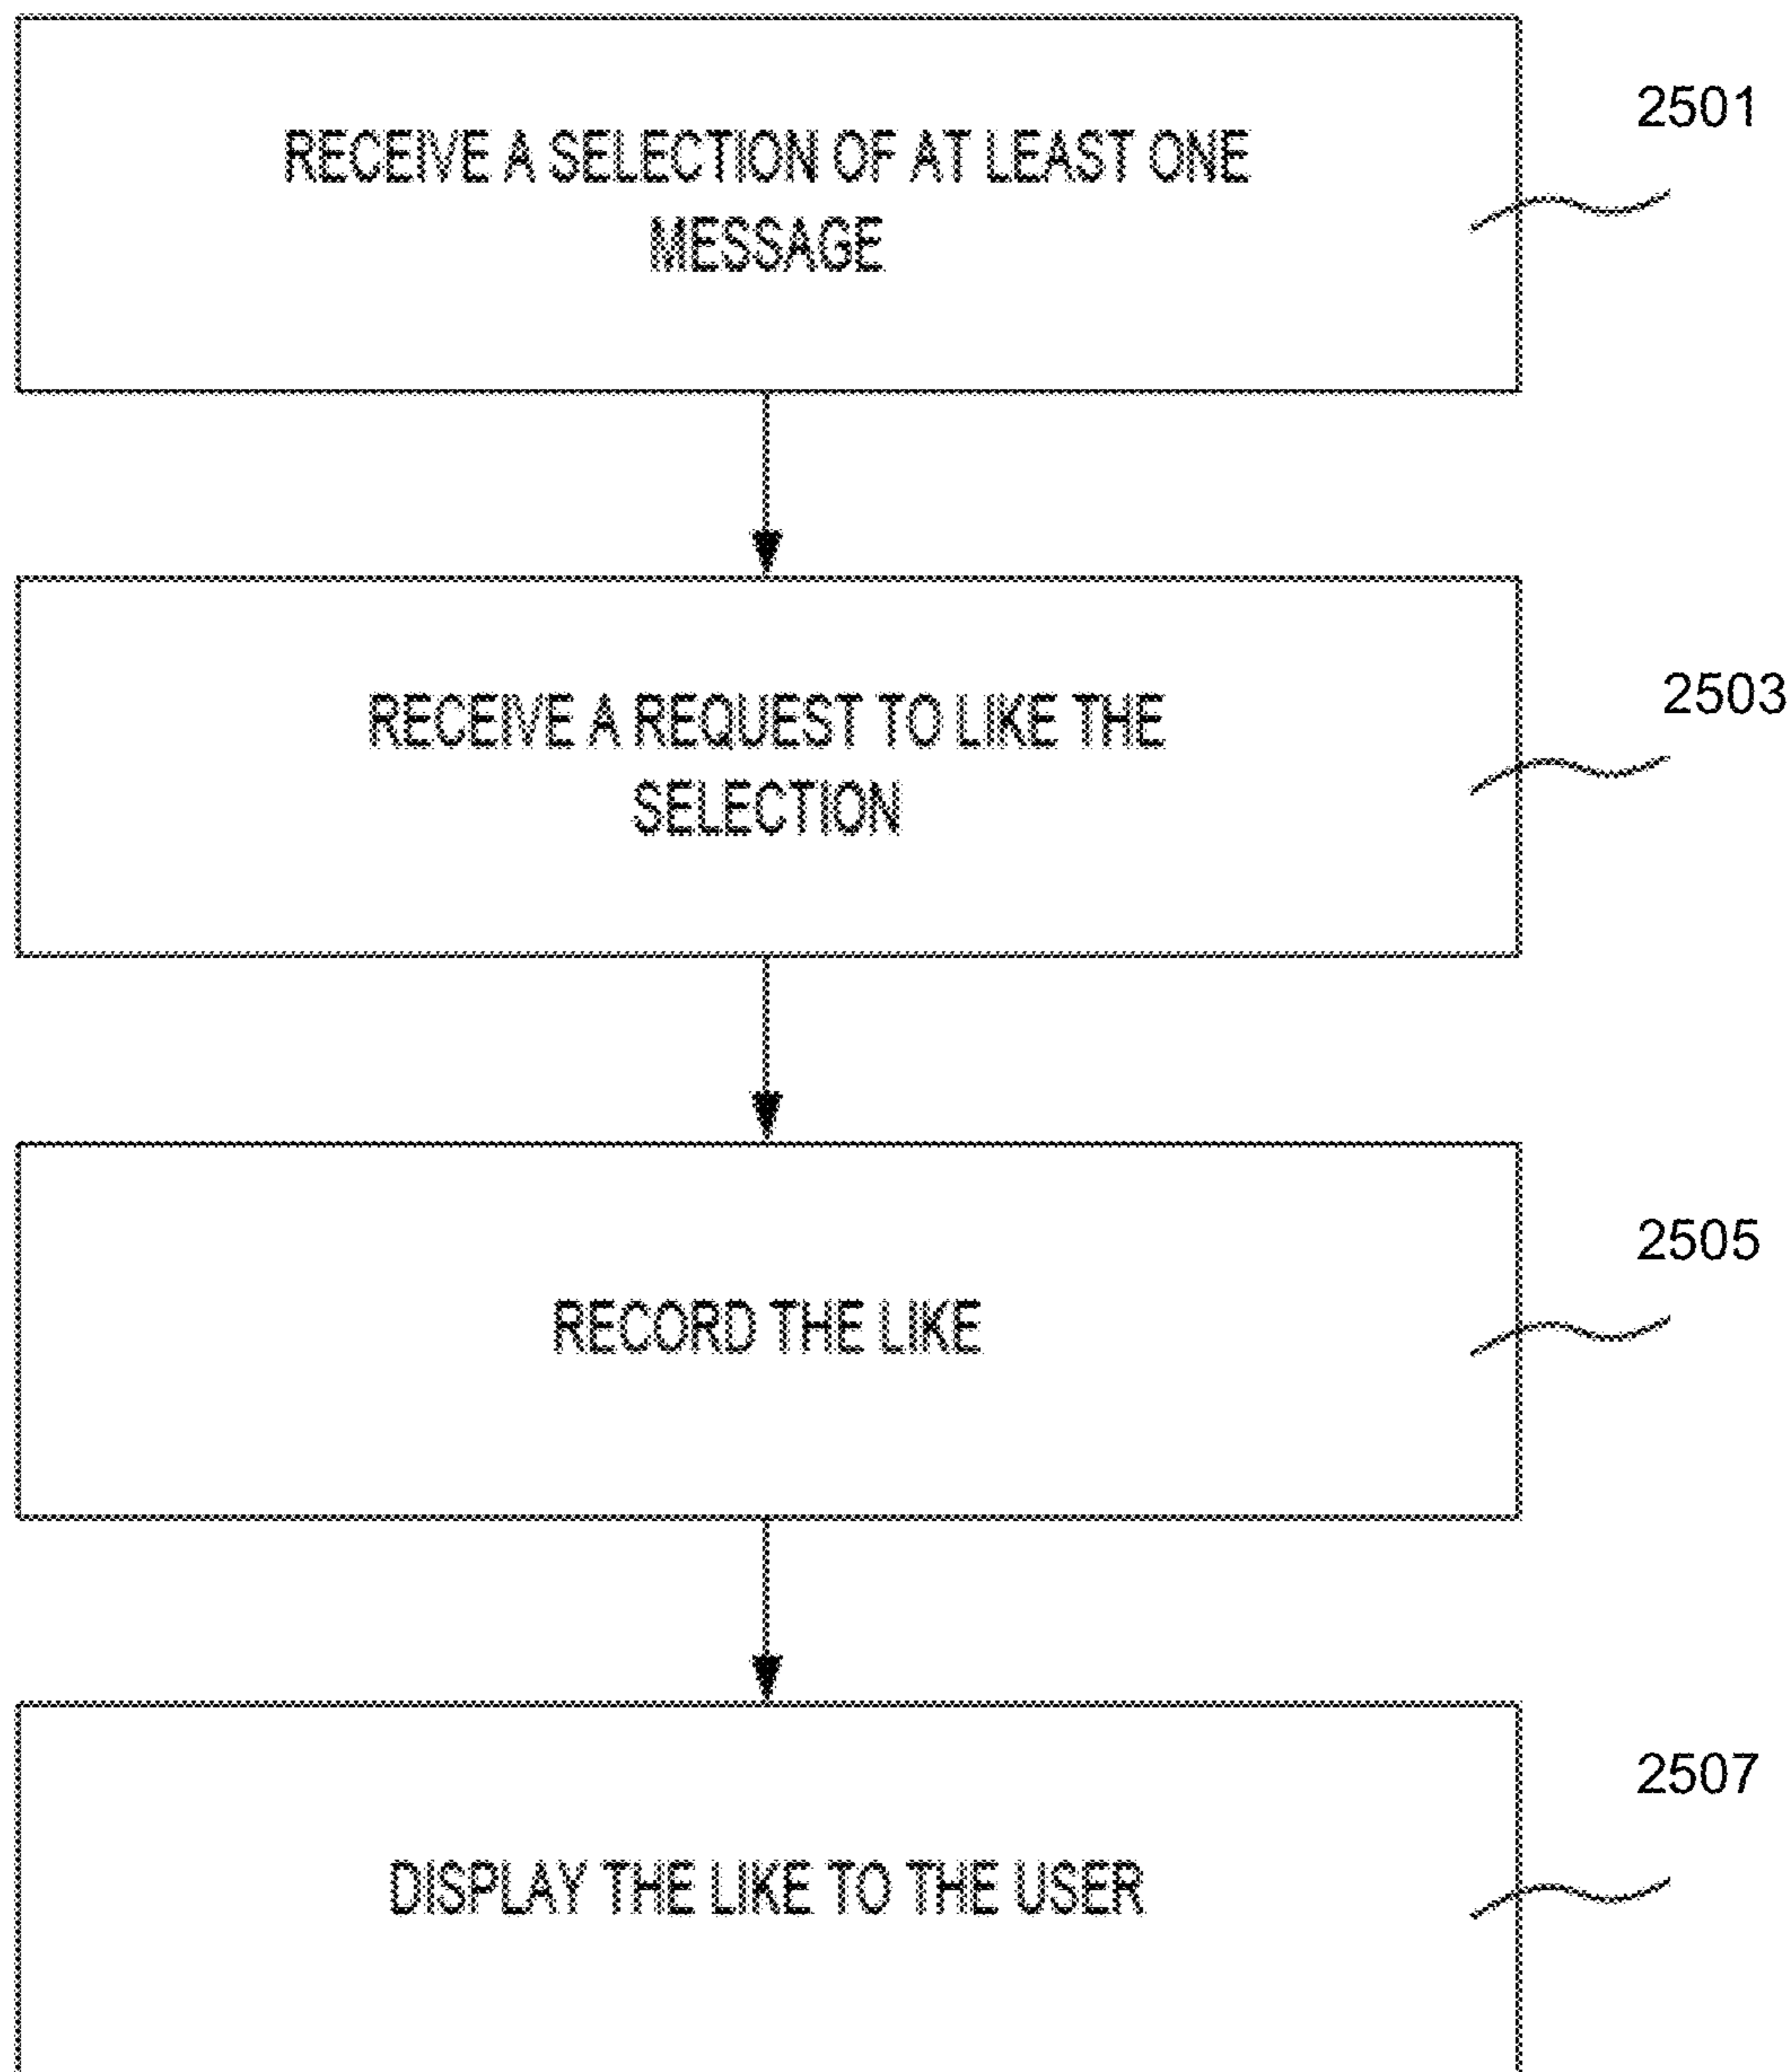 2501
RECEIVE A SELECTION OF AT LEAST ONE
MESSAGE
2503
RECEIVE A REQUEST TO LIKE THE
SELECTION
2505
RECORD THE LIKE
2507
DISPLAY THE LIKE TO THE USER